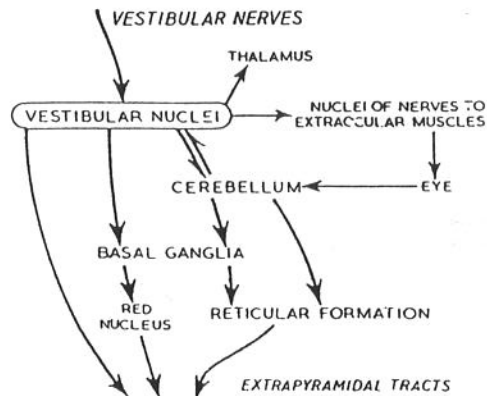 VESTIBULAR NERVES
THALAMUS
VESTIBULAR NUCLEI
NUCLEI OF NERVES TO
EXTRAOCULAR MUSCLES
CEREBELLUM
EYE
BASAL GANGLIA
RED
NUCLEUS
RETICULAR FORMATION
EXTRAPYRAMIDAL TRACTS